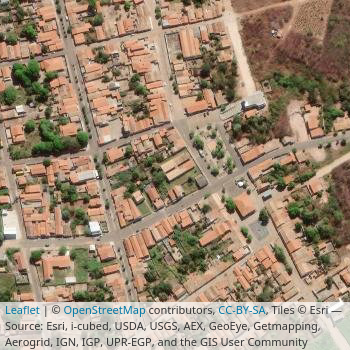 Leaflet | © OpenStreetMap contributors, CC-BY-SA, Tiles © Esri —
Source: Esri, i-cubed, USDA, USGS, AEX, GeoEye, Getmapping,
Aerogrid, IGN, IGP, UPR-EGP, and the GIS User Community